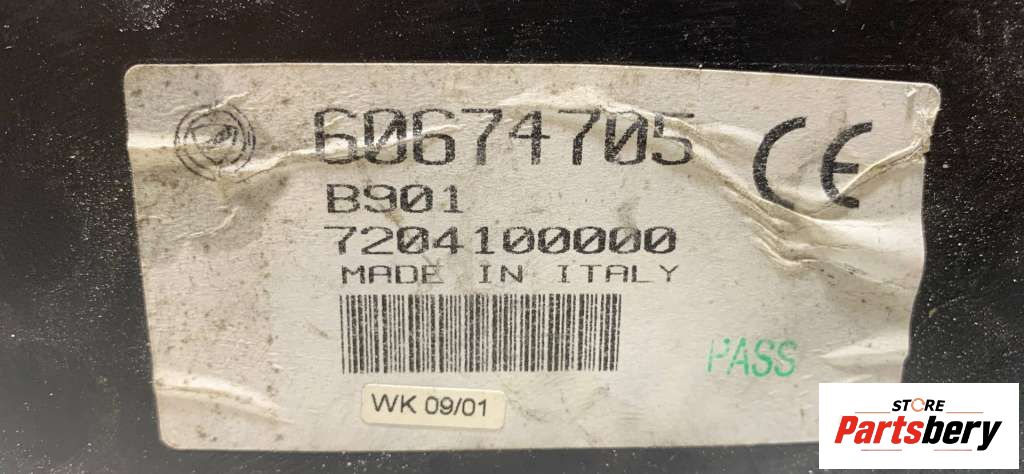 60674705
CE
B901
7204100000
MADE IN ITALY
PASS
WK 09/01
STORE
Partsbery